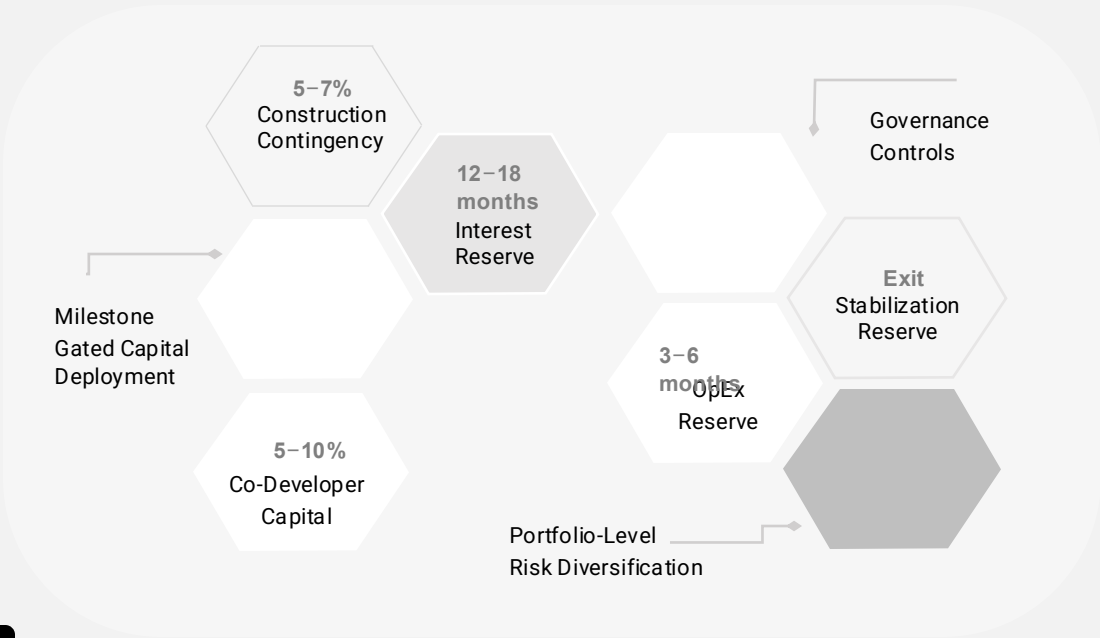 5–7%
Construction
Contingency
12–18
months
Interest
Reserve
Governance
Controls
Milestone
Gated Capital
Deployment
Exit
Stabilization
Reserve
3–6
months
OpEx
Reserve
5–10%
Co-Developer
Capital
Portfolio-Level
Risk Diversification